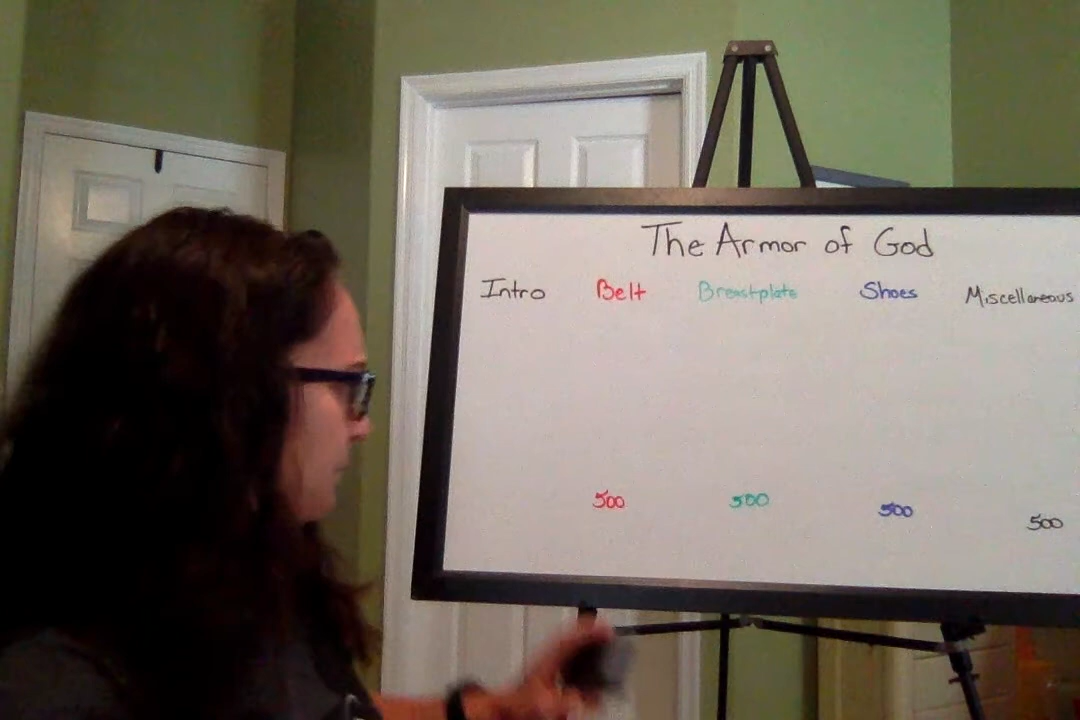 The Armor of God
Intro Belt Breastplate Shoes Miscellaneous
500 500 500 500